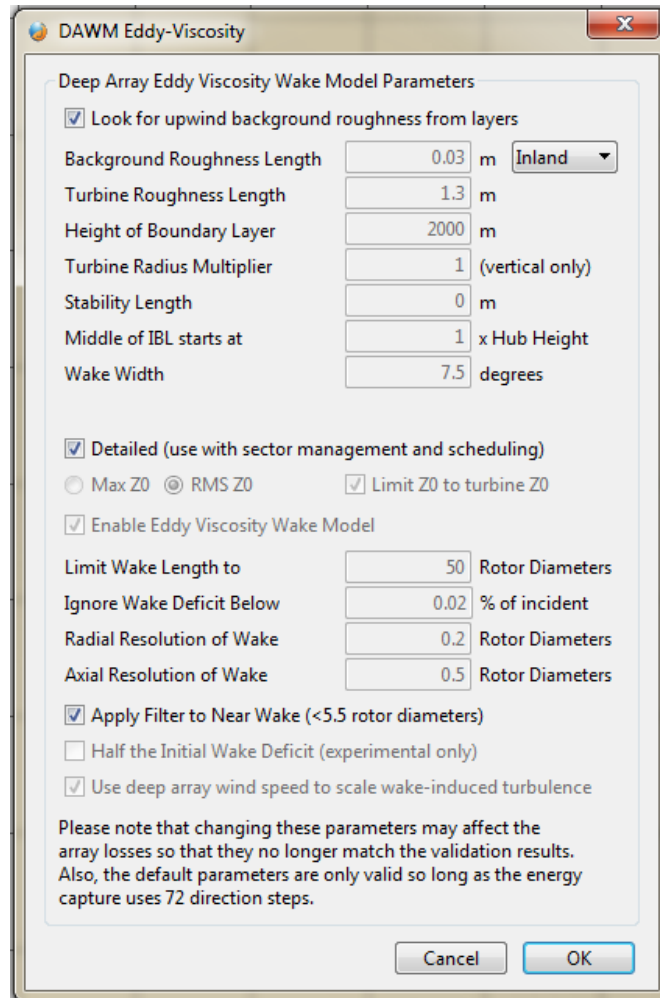 DAWM Eddy-Viscosity
Deep Array Eddy Viscosity Wake Model Parameters
Look for upwind background roughness from layers
Background Roughness Length 0.03 m Inland
Turbine Roughness Length 1.3 m
Height of Boundary Layer 2000 m
Turbine Radius Multiplier 1 (vertical only)
Stability Length 0 m
Middle of IBL starts at 1 x Hub Height
Wake Width 7.5 degrees
Detailed (use with sector management and scheduling)
Max Z0 RMS Z0 Limit Z0 to turbine Z0
Enable Eddy Viscosity Wake Model
Limit Wake Length to 50 Rotor Diameters
Ignore Wake Deficit Below 0.02 % of incident
Radial Resolution of Wake 0.2 Rotor Diameters
Axial Resolution of Wake 0.5 Rotor Diameters
Apply Filter to Near Wake (<5.5 rotor diameters)
Half the Initial Wake Deficit (experimental only)
Use deep array wind speed to scale wake-induced turbulence
Please note that changing these parameters may affect the
array losses so that they no longer match the validation results.
Also, the default parameters are only valid so long as the energy
capture uses 72 direction steps.
Cancel OK